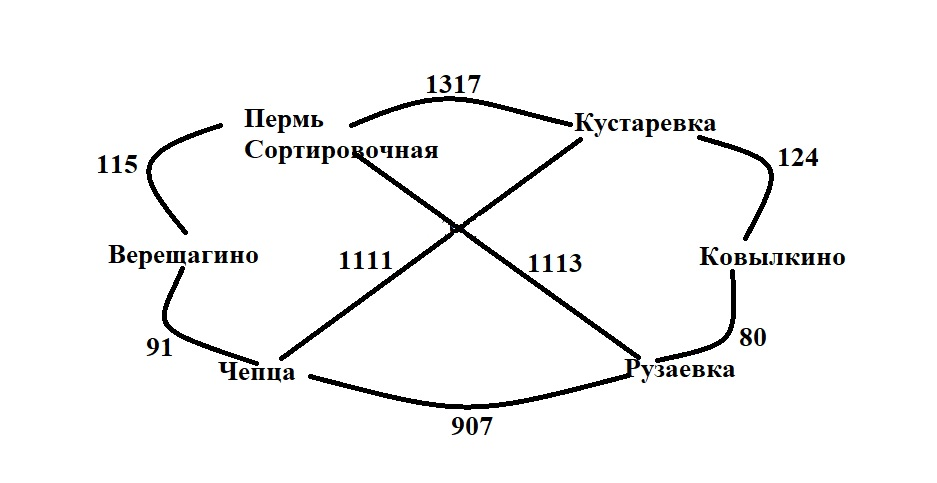 1317
Пермь
Сортировочная
Кустаревка
115
124
Верещагино
1111
1113
Ковылкино
91
80
Чепца
Рузаевка
907